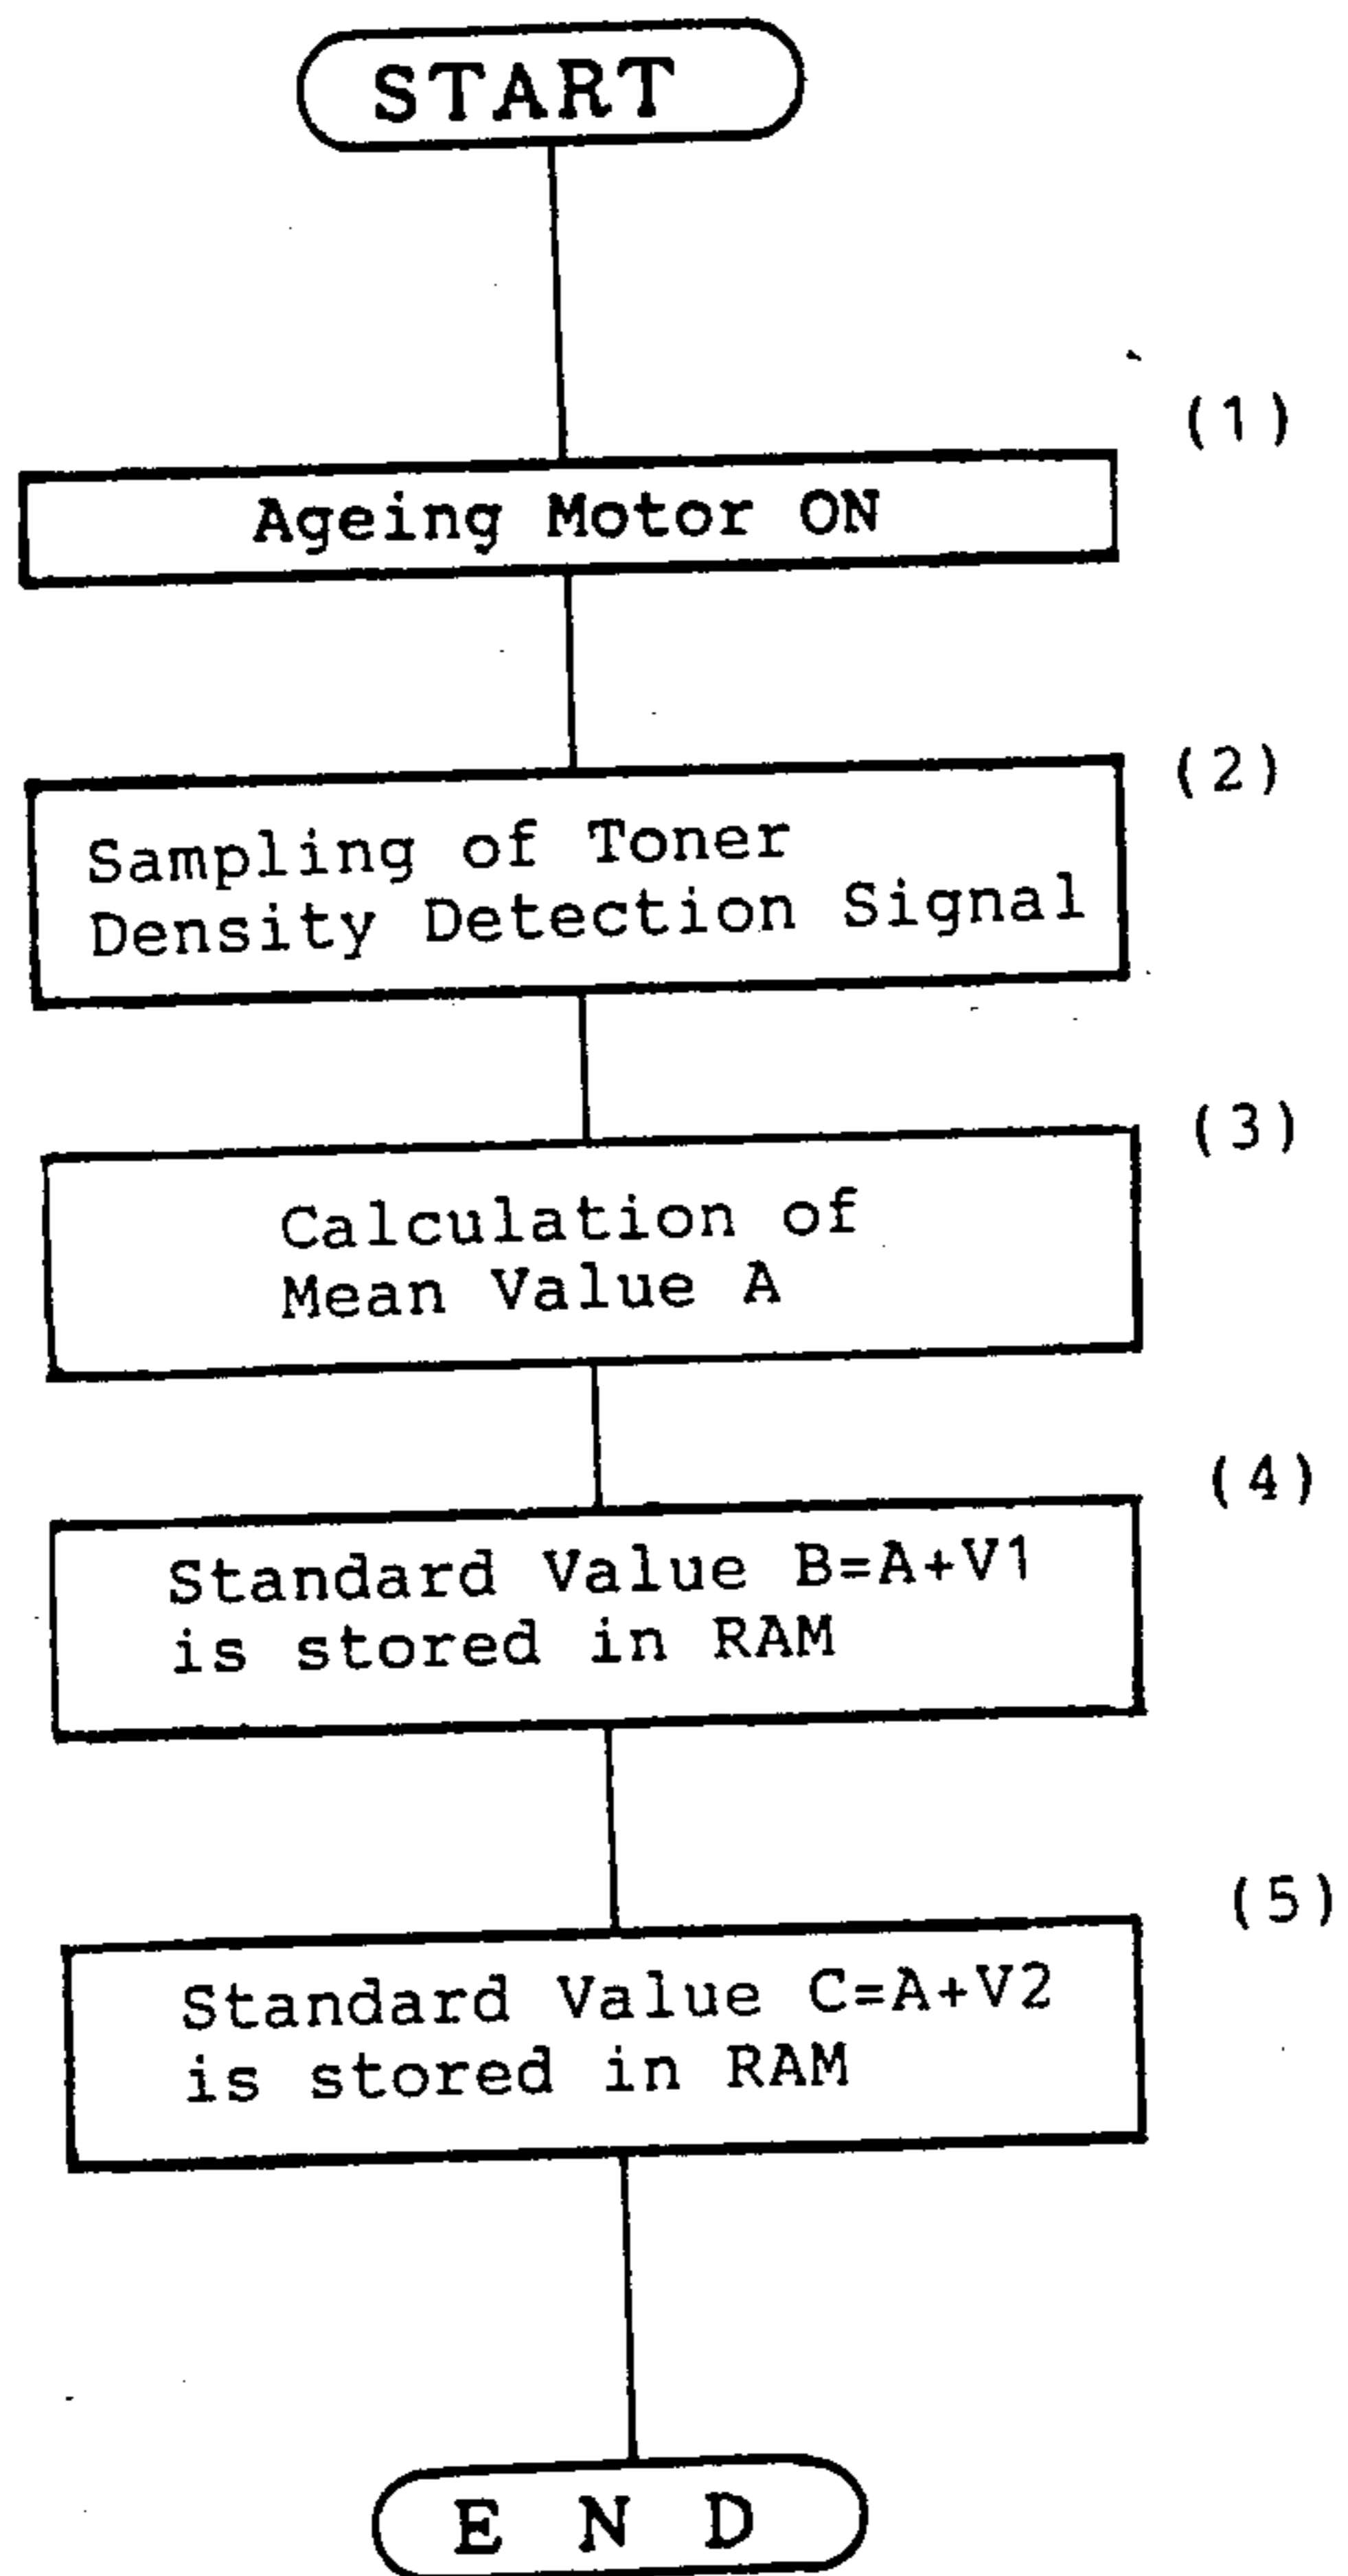 START
(1)
Ageing Motor ON
(2)
Sampling of Toner
Density Detection Signal
(3)
Calculation of
Mean Value A
(4)
Standard Value B=A+V1
is stored in RAM
(5)
Standard Value C=A+V2
is stored in RAM
E N D